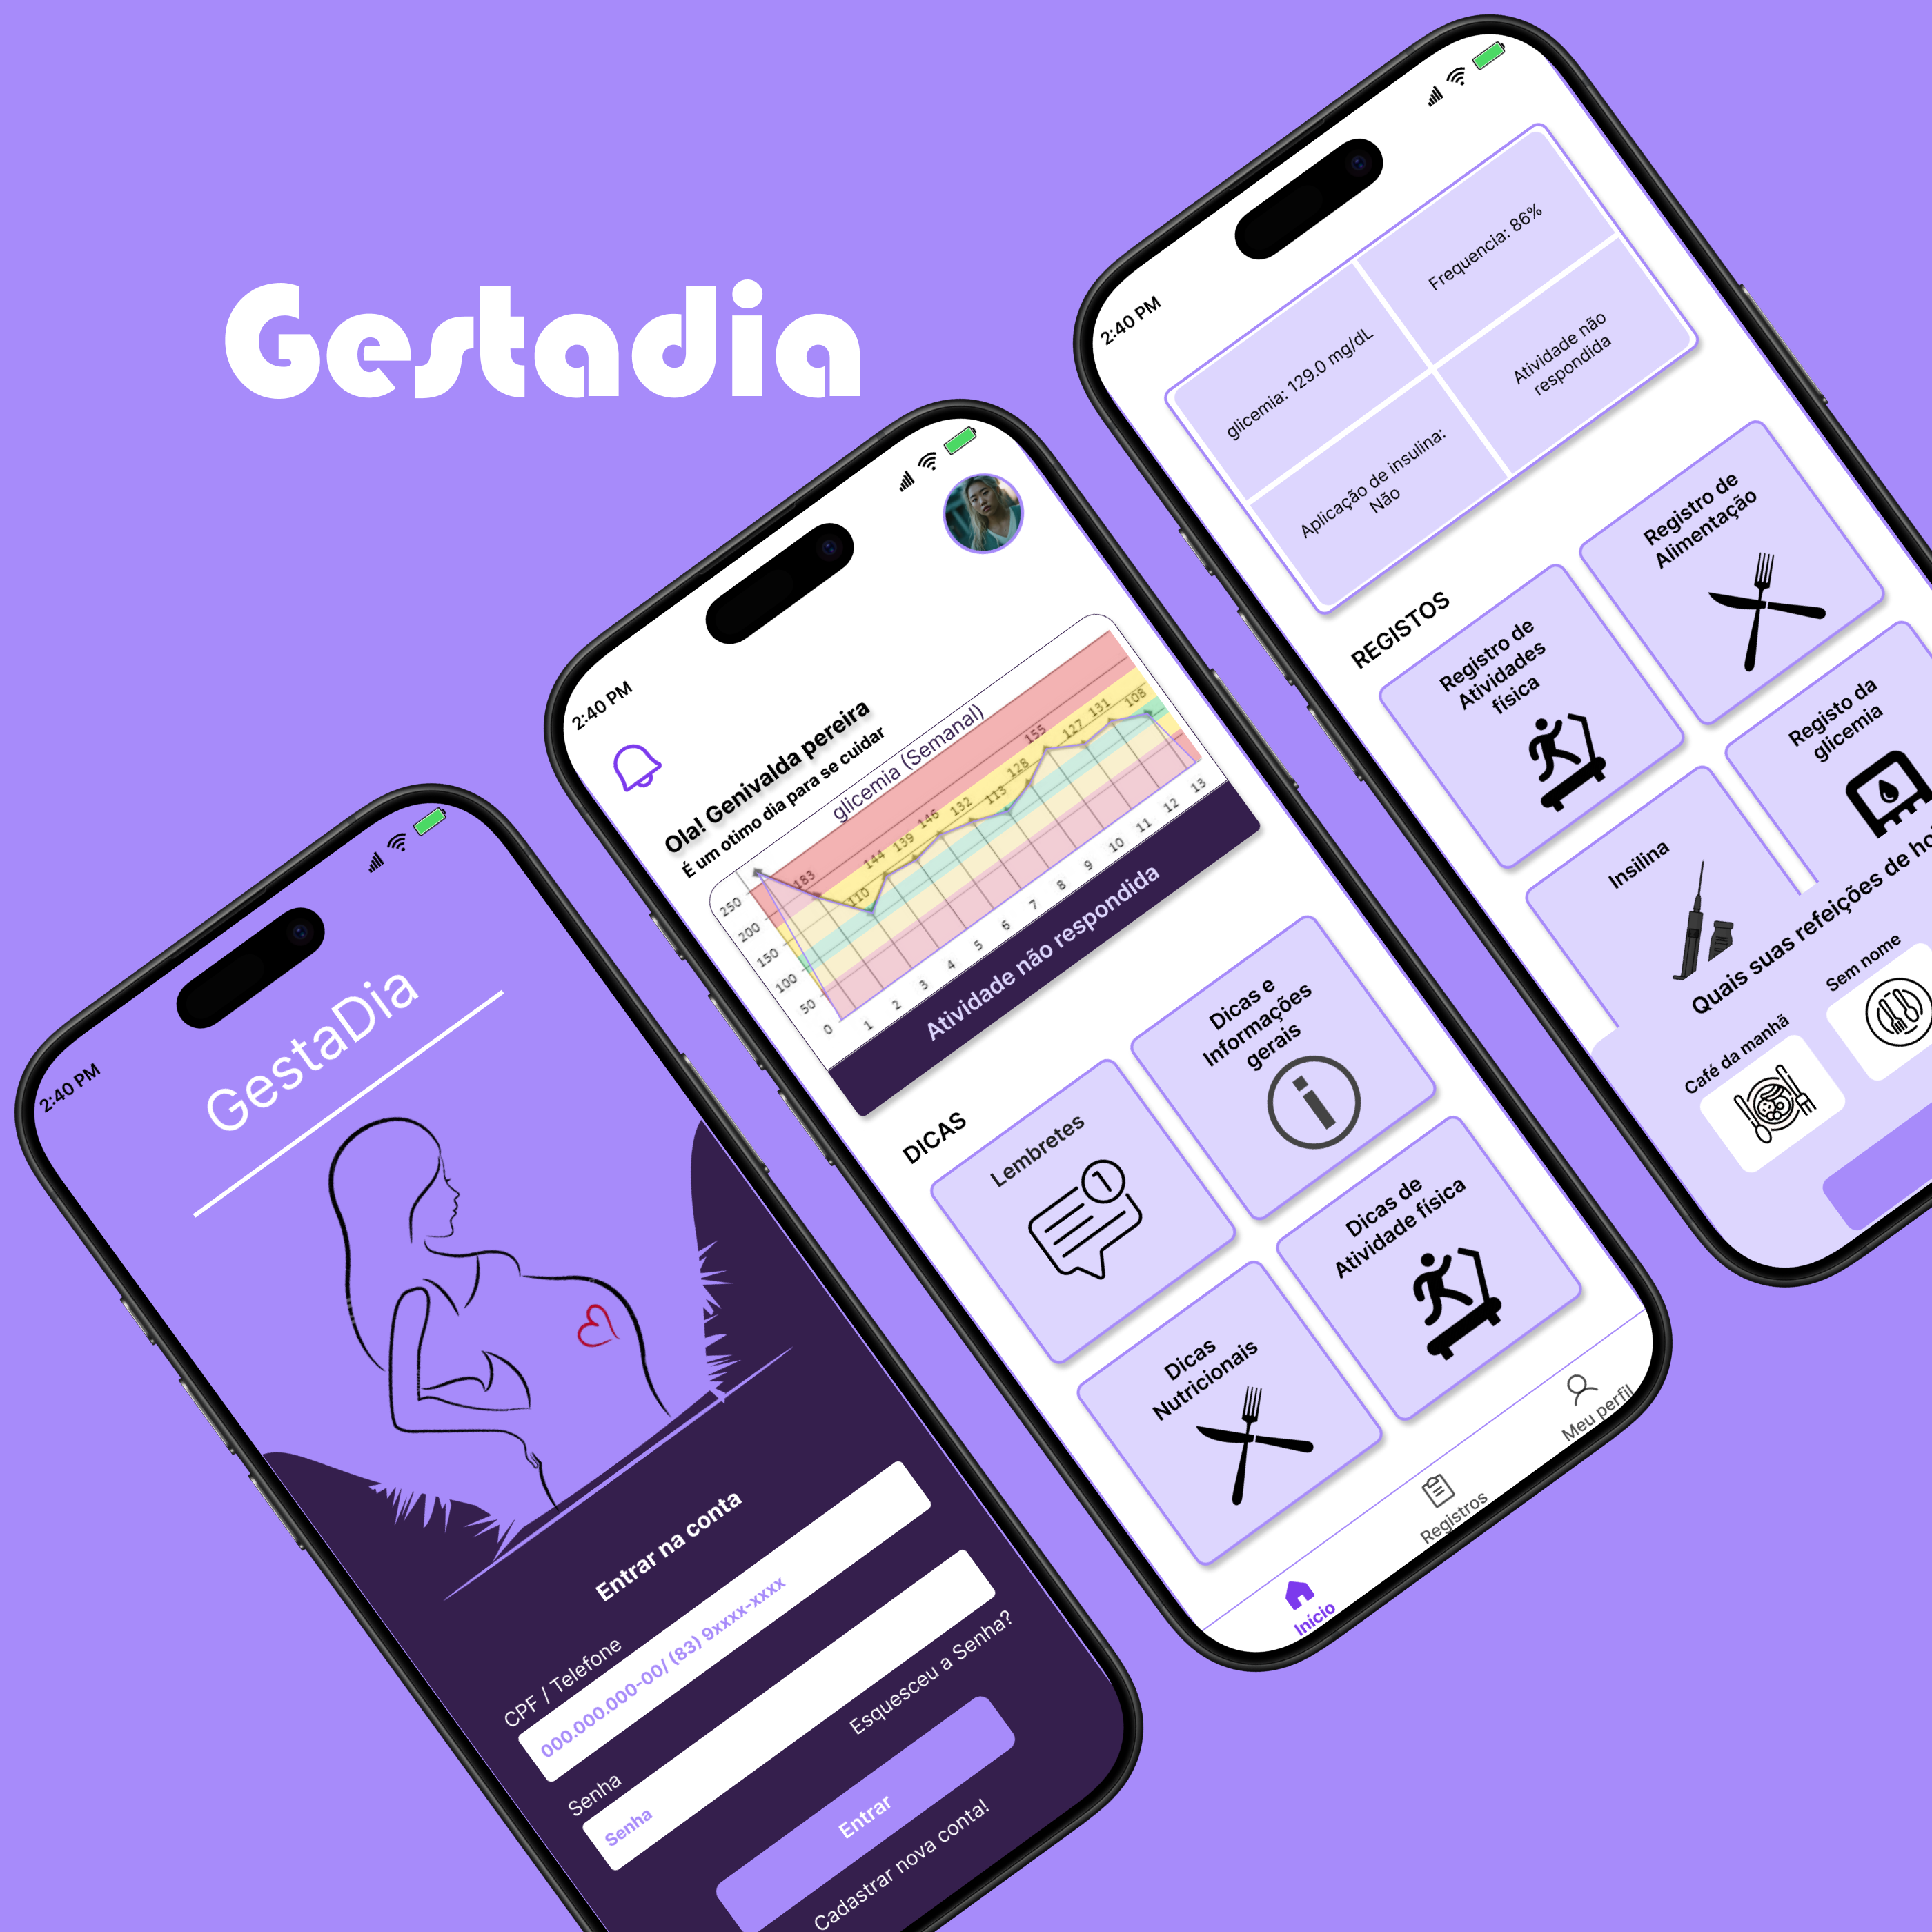 Gestadia
2:40 PM
GestaDia
Entrar na conta
CPF / Telefone
000.000.000-00/ (83) 9xxxx-xxxx
Senha
Senha
Esquesceu a Senha?
Entrar
Cadastrar nova conta!
2:40 PM
Ola! Genivalda pereira
É um otimo dia para se cuidar
glicemia (Semanal)
250
200
150
100
50
0
183
110
144
139
146
132
113
128
155
127
131
108
1
2
3
4
5
6
7
8
9
10
11
12
13
Atividade não respondida
DICAS
Lembretes
1
Dicas e
Informações
gerais
Dicas
Nutricionais
Dicas de
Atividade física
Início
Registros
Meu perfil
2:40 PM
glicemia: 129.0 mg/dL
Frequencia: 86%
Aplicação de insulina:
Não
Atividade não
respondida
REGISTOS
Registro de
Atividades
física
Registro de
Alimentação
Insilina
Registo da
glicemia
Quais suas refeições de
Café da manhã
Sem nome